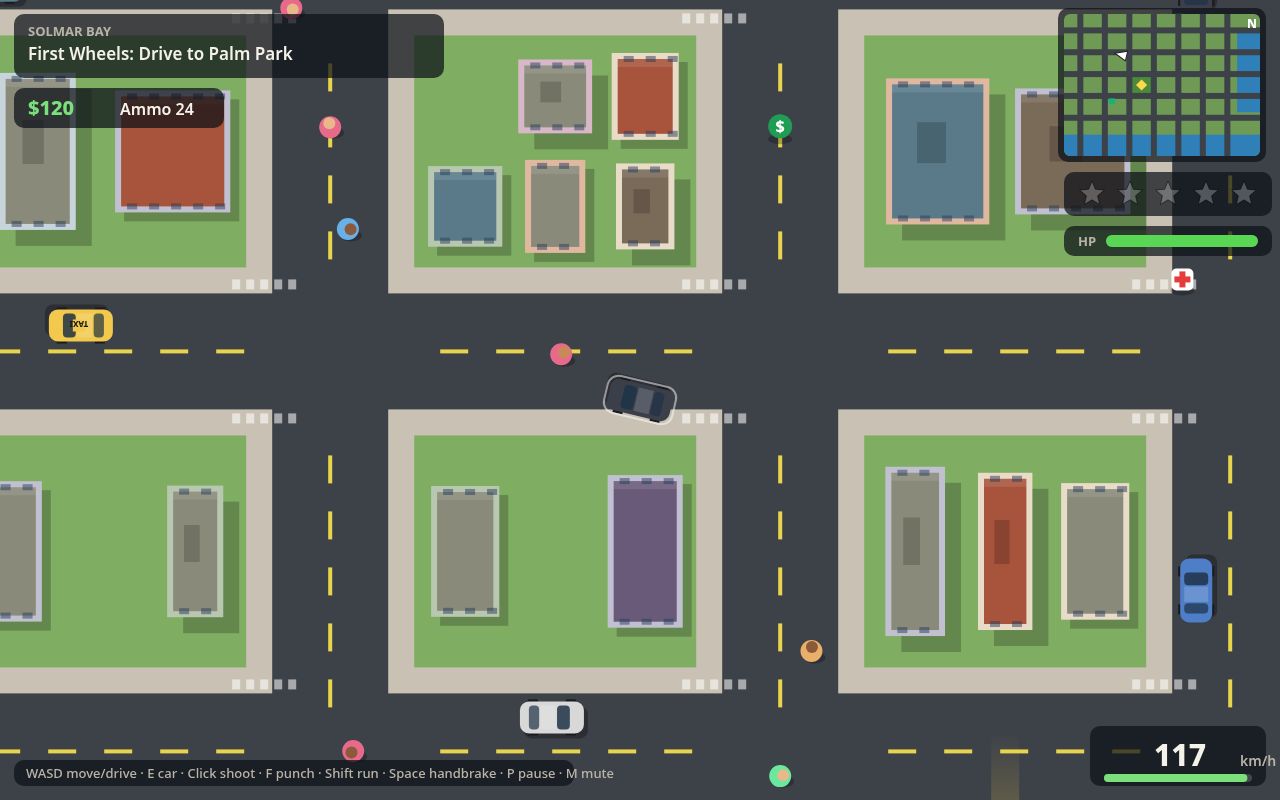 SOLMAR BAY
First Wheels: Drive to Palm Park
$120 Ammo 24
N
$
HP
TAXI
WASD move/drive · E car · Click shoot · F punch · Shift run · Space handbrake · P pause · M mute
117 km/h